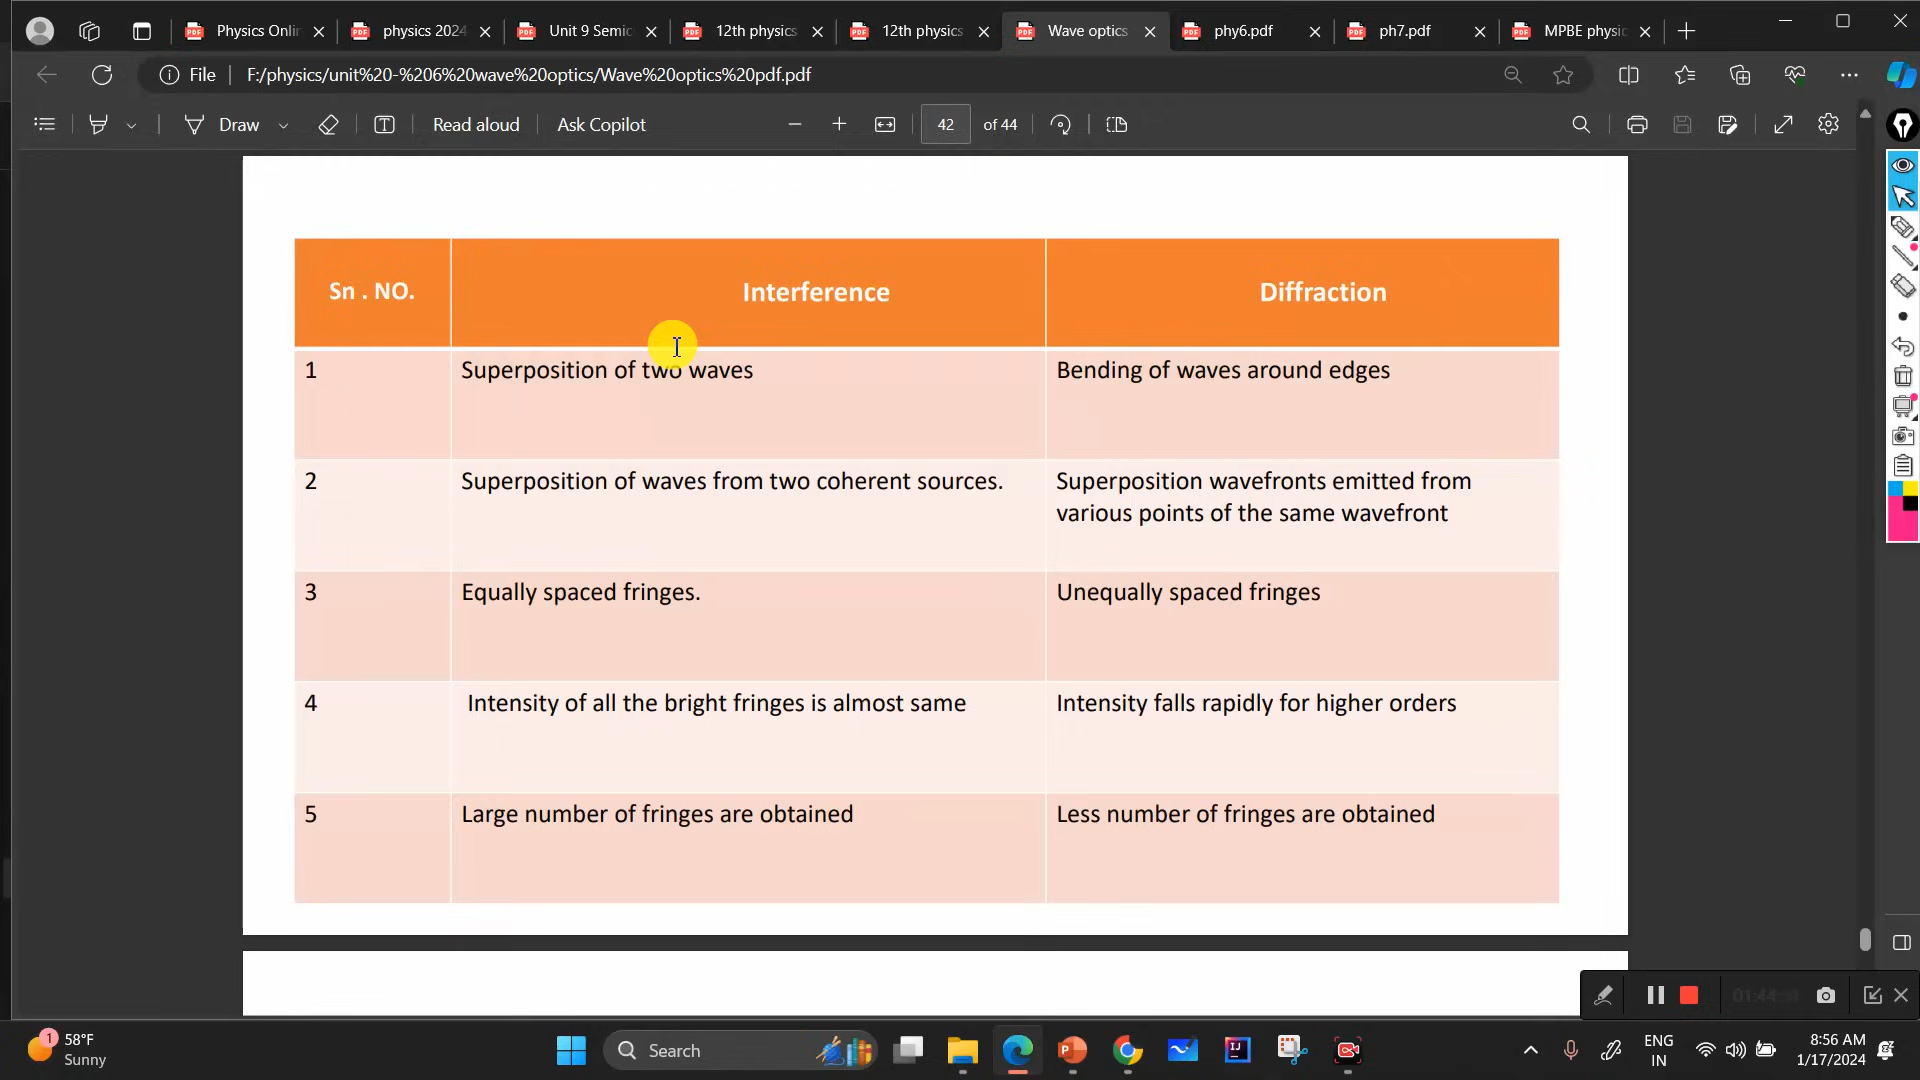 Physics Onlin
physics 2024
Unit 9 Semic
12th physics
12th physics
Wave optics
phy6.pdf
ph7.pdf
MPBE physic
File
F:/physics/unit%20-%206%20wave%20optics/Wave%20optics%20pdf.pdf
Draw
Read aloud
Ask Copilot
42
of 44
Sn . NO.
Interference
Diffraction
1
Superposition of two waves
Bending of waves around edges
2
Superposition of waves from two coherent sources.
Superposition wavefronts emitted from
various points of the same wavefront
3
Equally spaced fringes.
Unequally spaced fringes
4
Intensity of all the bright fringes is almost same
Intensity falls rapidly for higher orders
5
Large number of fringes are obtained
Less number of fringes are obtained
1
58°F
Sunny
Search
ENG
IN
8:56 AM
1/17/2024